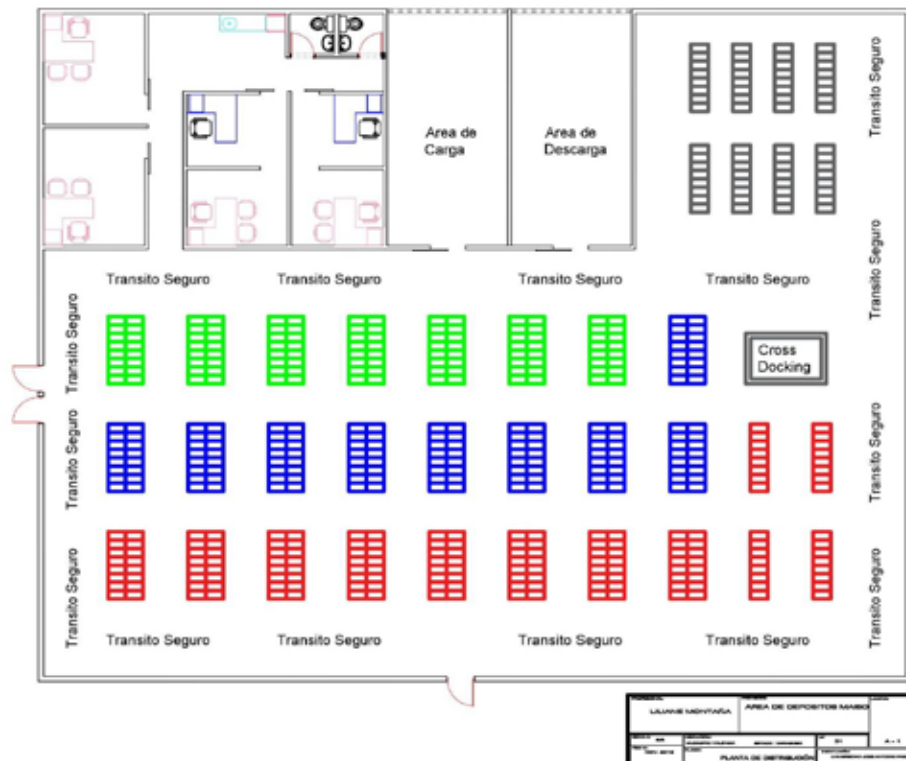 Transito Seguro
Area de
Carga
Area de
Descarga
Transito Seguro
Transito Seguro
Transito Seguro
Transito Seguro
Transito Seguro
Transito Seguro
Cross
Docking
Transito Seguro
Transito Seguro
Transito Seguro
Transito Seguro
Transito Seguro
Transito Seguro
Transito Seguro
Transito Seguro
LILIANE MONTAÑA
AREA DE DEPOSITOS
A - 1
PLANTA DE DISTRIBUCIÓN